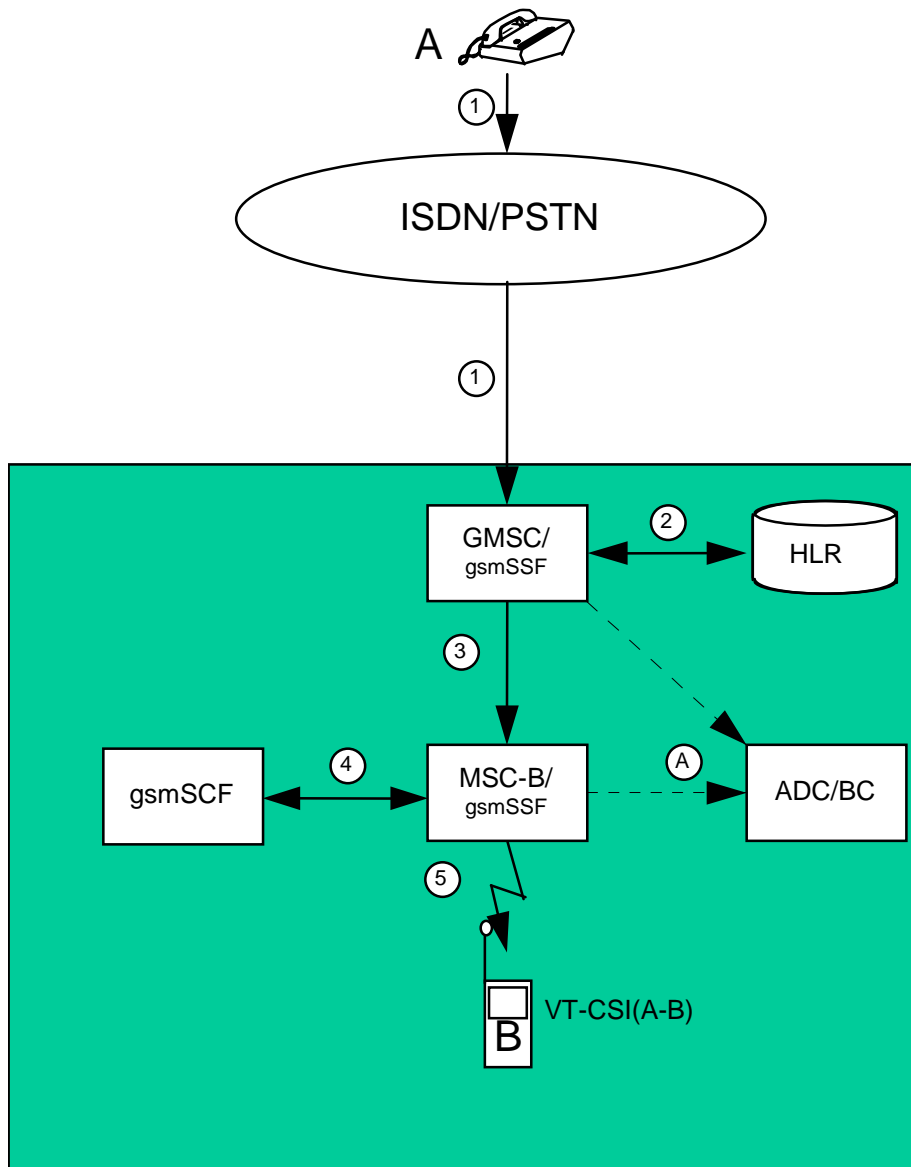 A
1
ISDN/PSTN
1
GMSC/
gsmSSF
2
HLR
3
gsmSCF
4
MSC-B/
gsmSSF
A
ADC/BC
5
B
VT-CSI(A-B)